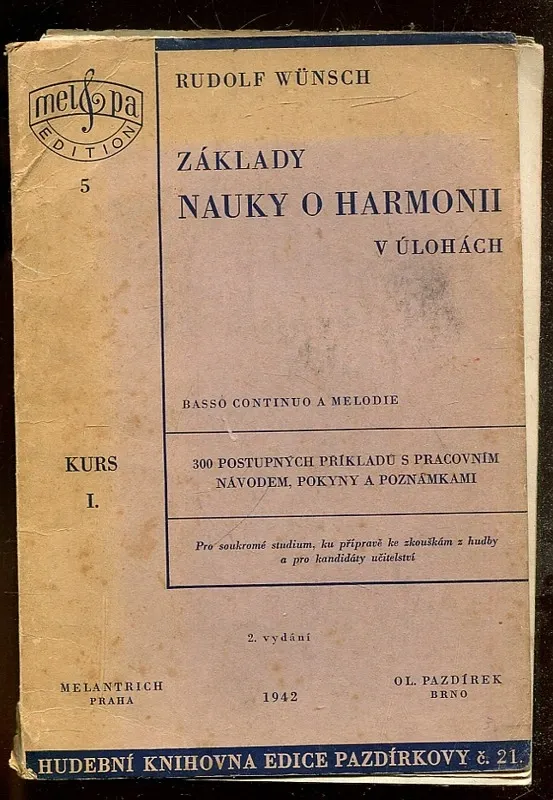 RUDOLF WÜNSCH
mel pa
EDITION
5
ZÁKLADY
NAUKY O HARMONII
V ÚLOHÁCH
BASSO CONTINUO A MELODIE
KURS
I.
300 POSTUPNÝCH PŘÍKLADŮ S PRACOVNÍM
NÁVODEM, POKYNY A POZNÁMKAMI
Pro soukromé studium, ku přípravě ke zkouškám z hudby
a pro kandidáty učitelství
2. vydání
MELANTRICH
PRAHA
1942
OL. PAZDÍREK
BRNO
HUDEBNÍ KNIHOVNA EDICE PAZDÍRKOVY č. 21.